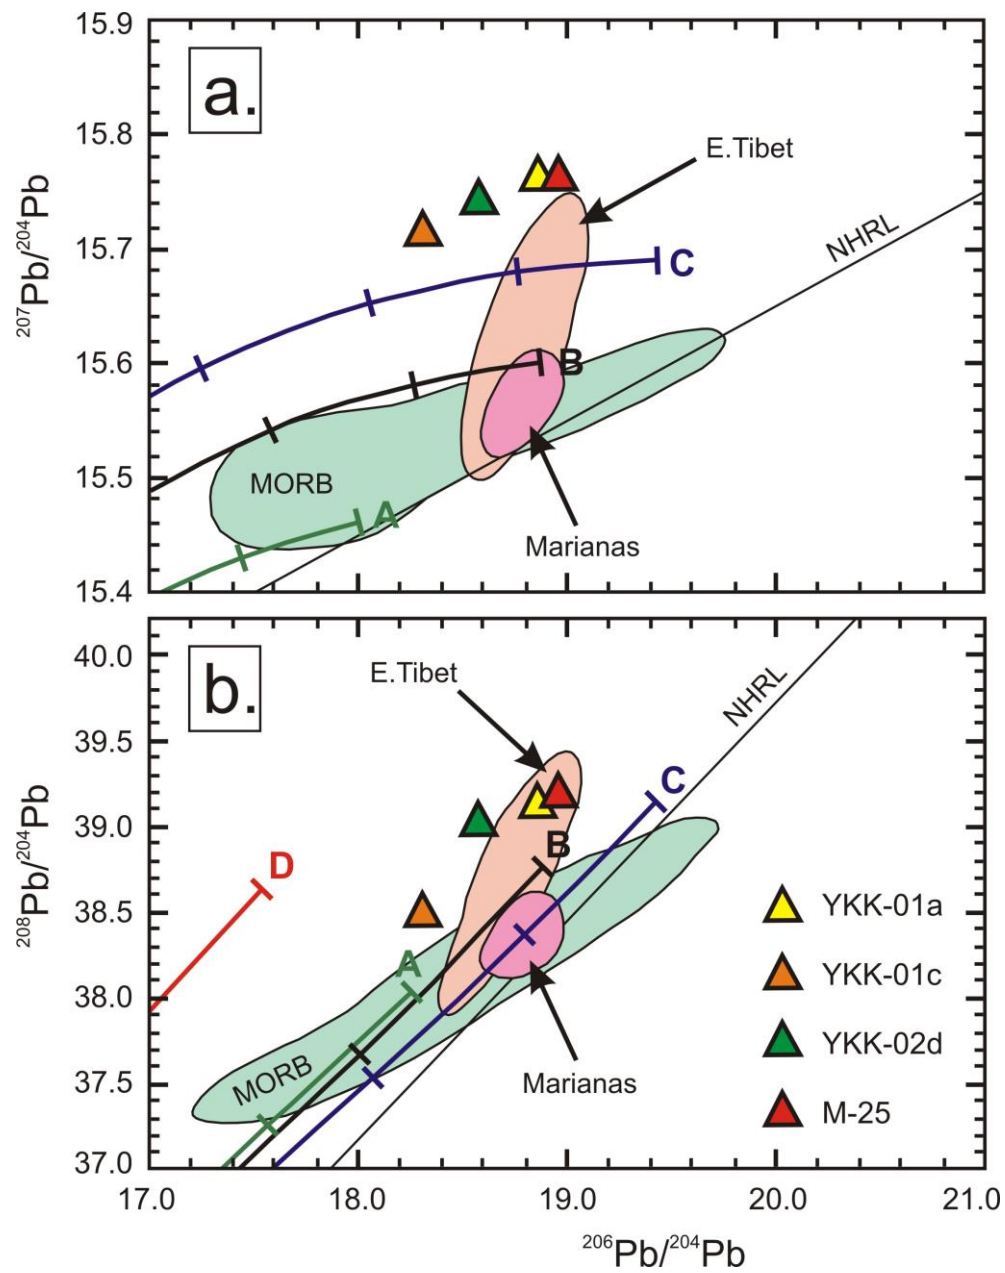 15.9
a.
15.8
E.Tibet
NHRL
15.7
C
²⁰⁷Pb/²⁰⁴Pb
15.6
B
15.5
MORB
A
Marianas
15.4
40.0
b.
E.Tibet
NHRL
39.5
C
39.0
B
D
²⁰⁸Pb/²⁰⁴Pb
38.5
YKK-01a
A
YKK-01c
38.0
YKK-02d
37.5
MORB
Marianas
M-25
37.0
17.0 18.0 19.0 20.0 21.0
²⁰⁶Pb/²⁰⁴Pb